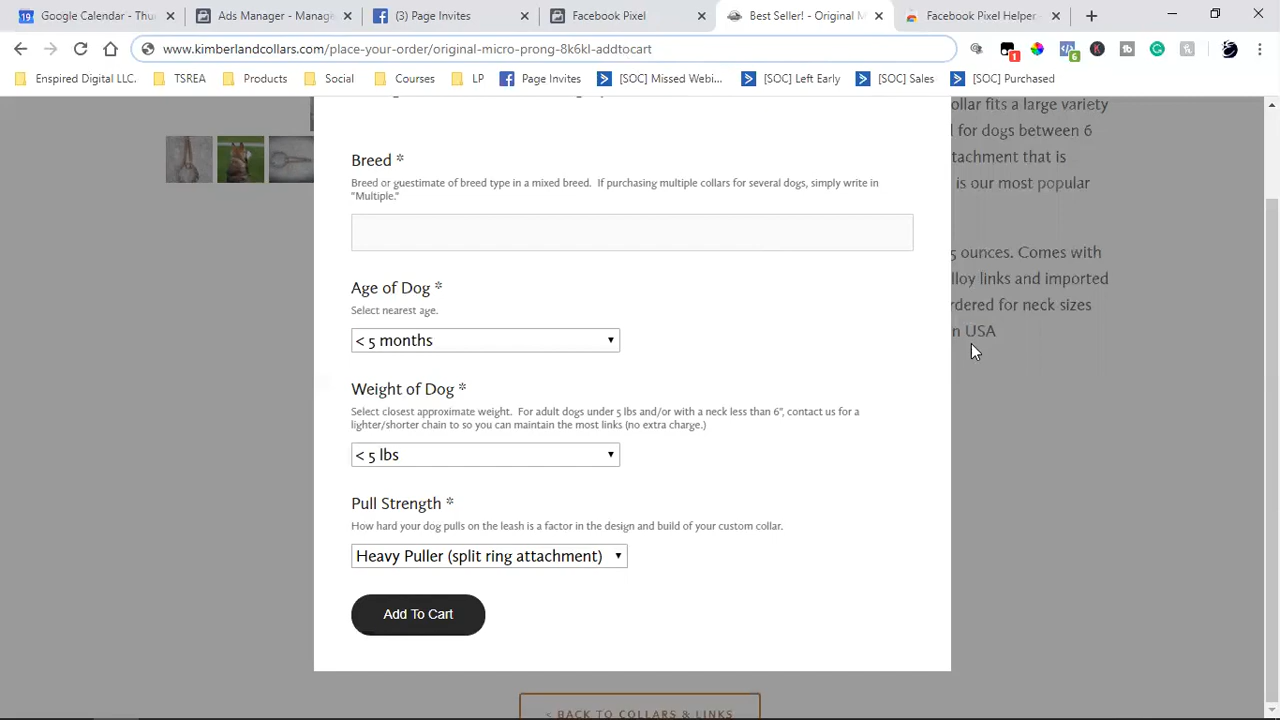 Google Calendar - Thu
Ads Manager - Manage
(3) Page Invites
Facebook Pixel
Best Seller! - Original M
Facebook Pixel Helper -
www.kimberlandcollars.com/place-your-order/original-micro-prong-8k6kl-addtocart
Enspired Digital LLC.
TSREA
Products
Social
Courses
LP
Page Invites
[SOC] Missed Webi...
[SOC] Left Early
[SOC] Sales
[SOC] Purchased
ollar fits a large variety
d for dogs between 6
ttachment that is
is our most popular
5 ounces. Comes with
lloy links and imported
rdered for neck sizes
n USA
Breed *
Breed or guestimate of breed type in a mixed breed. If purchasing multiple collars for several dogs, simply write in
"Multiple."
Age of Dog *
Select nearest age.
< 5 months
Weight of Dog *
Select closest approximate weight. For adult dogs under 5 lbs and/or with a neck less than 6", contact us for a
lighter/shorter chain to so you can maintain the most links (no extra charge.)
< 5 lbs
Pull Strength *
How hard your dog pulls on the leash is a factor in the design and build of your custom collar.
Heavy Puller (split ring attachment)
Add To Cart
< BACK TO COLLARS & LINKS